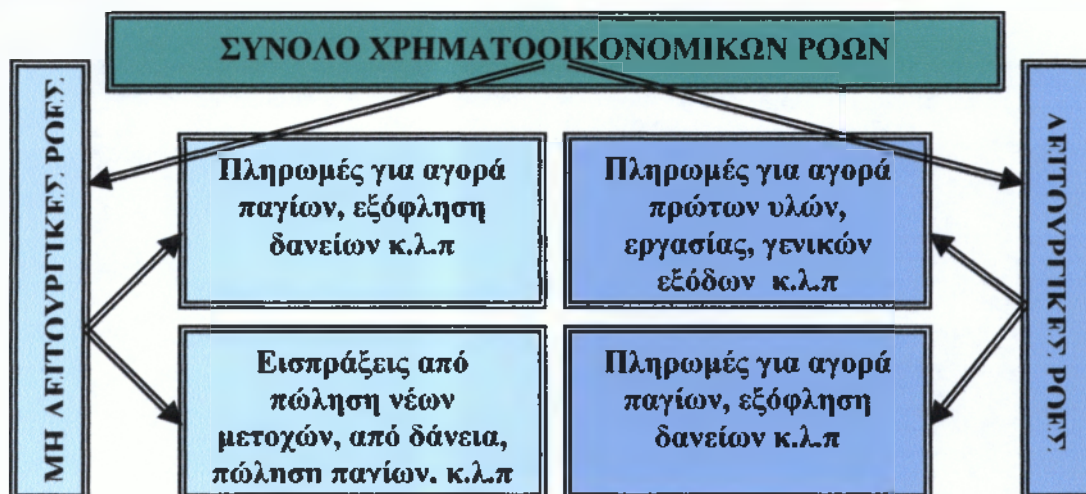 ΣΥΝΟΛΟ ΧΡΗΜΑΤΟΟΙΚΟΝΟΜΙΚΩΝ ΡΟΩΝ
ΜΗ ΛΕΙΤΟΥΡΓΙΚΕΣ ΡΟΕΣ
Πληρωμές για αγορά
παγίων, εξόφληση
δανείων κ.λ.π
Πληρωμές για αγορά
πρώτων υλών,
εργασίας, γενικών
εξόδων κ.λ.π
ΛΕΙΤΟΥΡΓΙΚΕΣ ΡΟΕΣ
Εισπράξεις από
πώληση νέων
μετοχών, από δάνεια,
πώληση παγίων. κ.λ.π
Πληρωμές για αγορά
παγίων, εξόφληση
δανείων κ.λ.π